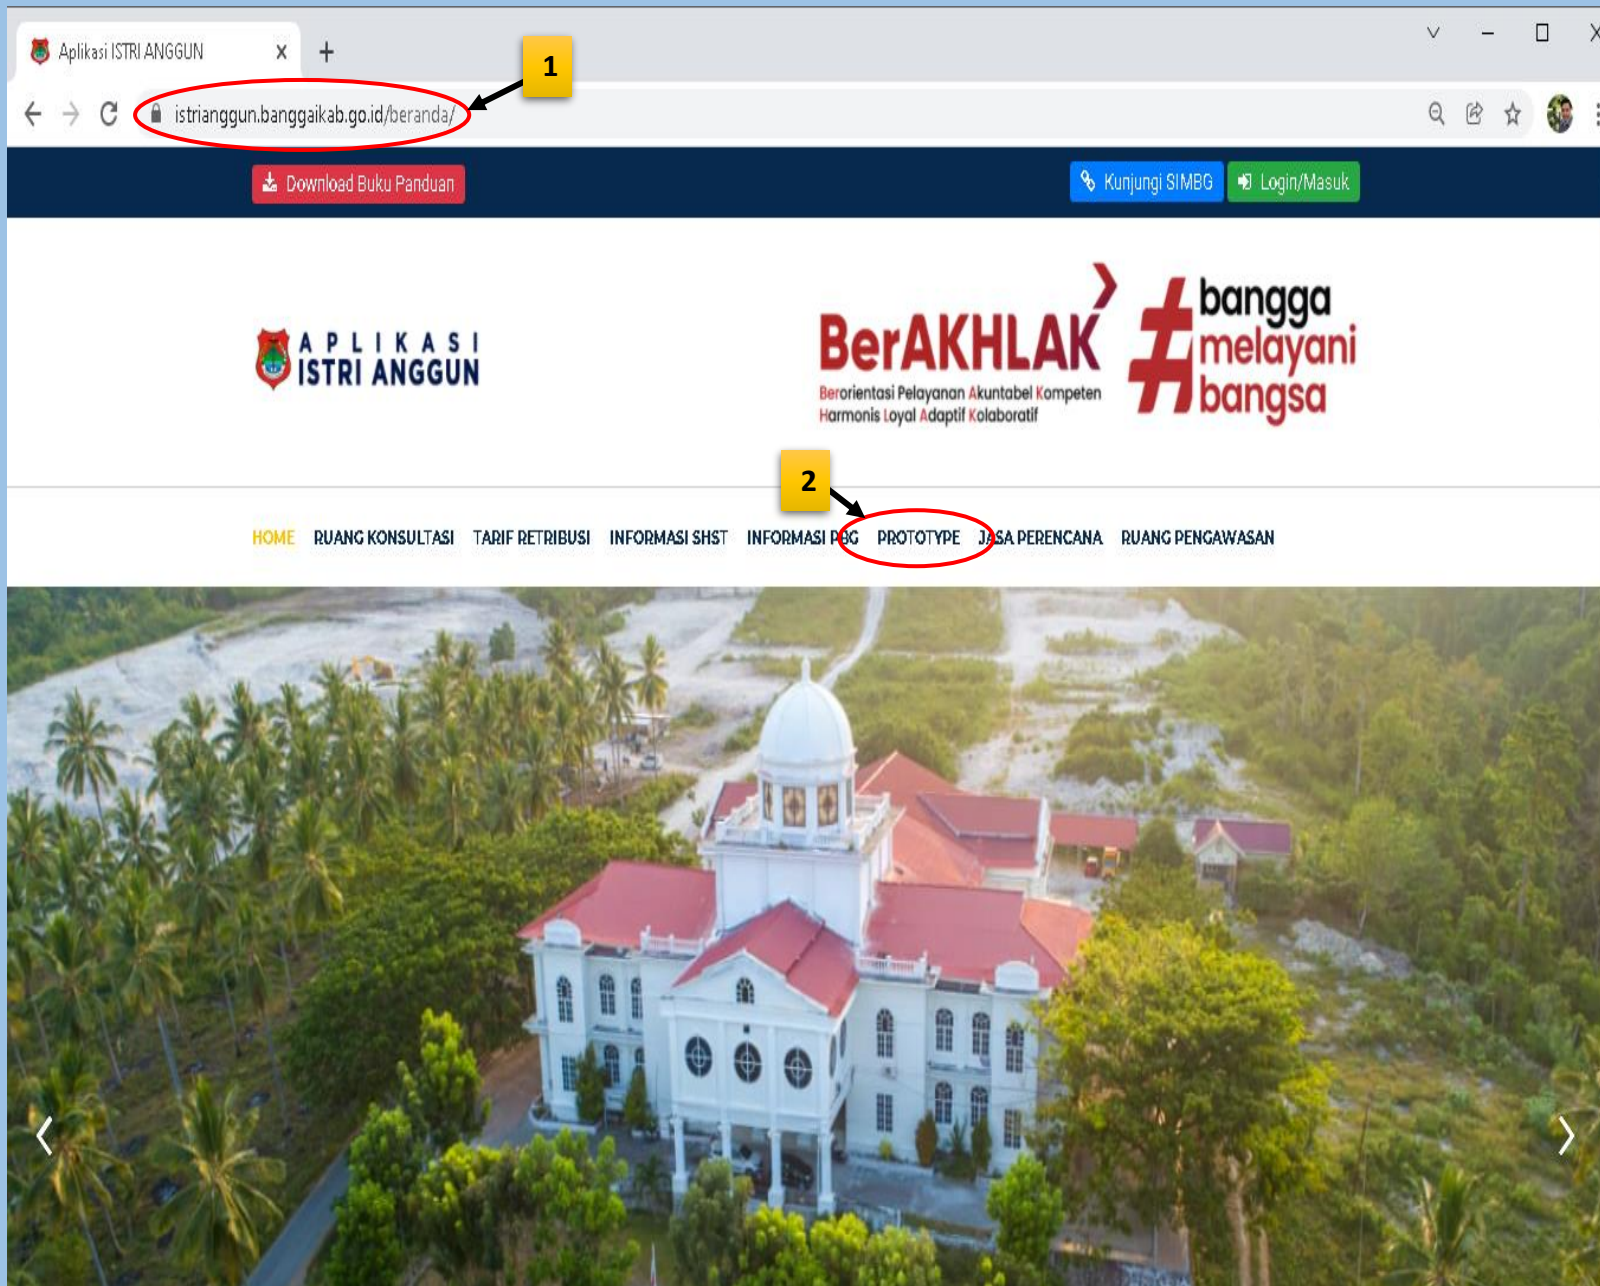 Aplikasi ISTRI ANGGUN
1
istrianggun.banggaikab.go.id/beranda/
Download Buku Panduan
Kunjungi SIMBG
Login/Masuk
APLIKASI
ISTRI ANGGUN
BerAKHLAK
Berorientasi Pelayanan Akuntabel Kompeten
Harmonis Loyal Adaptif Kolaboratif
#bangga
melayani
bangsa
2
HOME RUANG KONSULTASI TARIF RETRIBUSI INFORMASI SHST INFORMASI PBG PROTOTYPE JASA PERENCANA RUANG PENGAWASAN